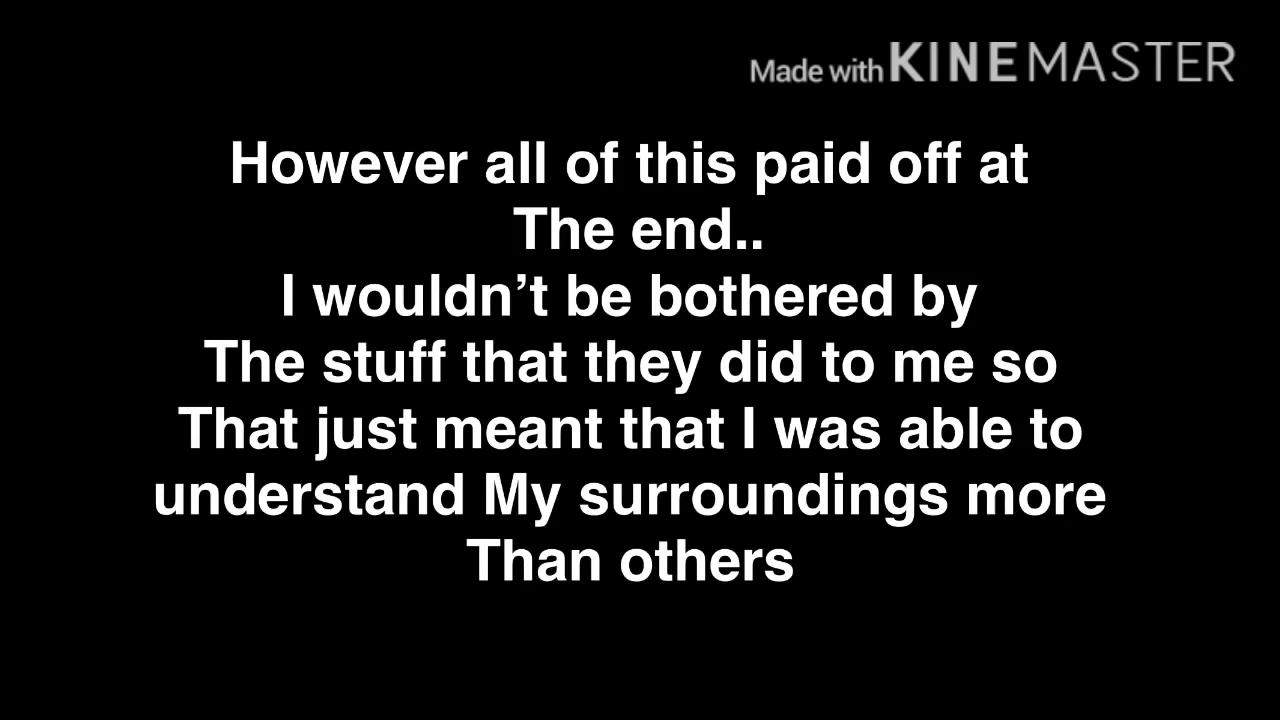 Made with KINEMASTER
However all of this paid off at
The end..
I wouldn’t be bothered by
The stuff that they did to me so
That just meant that I was able to
understand My surroundings more
Than others